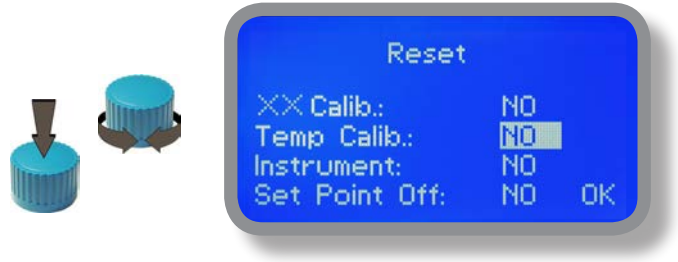 Reset
XX Calib.: NO
Temp Calib.: NO
Instrument: NO
Set Point Off: NO OK